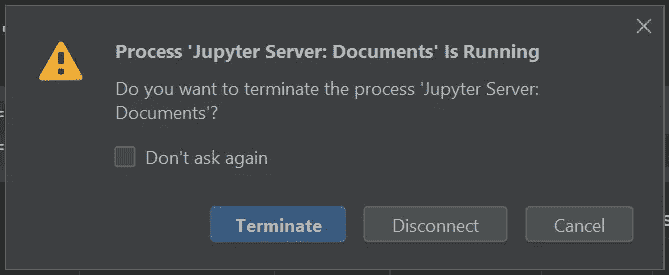 Process 'Jupyter Server: Documents' Is Running
Do you want to terminate the process 'Jupyter Server:
Documents'?
Don't ask again
Terminate Disconnect Cancel